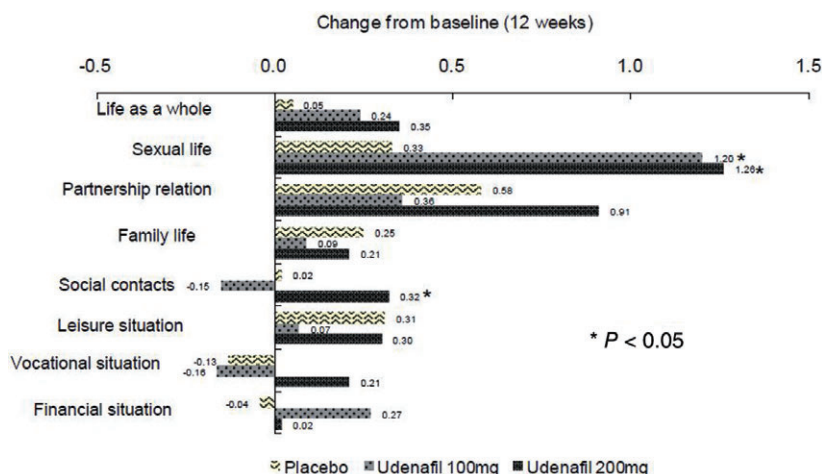 Change from baseline (12 weeks)
-0.5 0.0 0.5 1.0 1.5
Life as a whole
0.05
0.24
0.35
Sexual life
0.33
1.20 *
1.26 *
Partnership relation
0.58
0.36
0.91
Family life
0.25
0.09
0.21
Social contacts
0.02
-0.15
0.32 *
Leisure situation
0.31
0.07
0.30
* P < 0.05
Vocational situation
-0.13
-0.16
0.21
Financial situation
-0.04
0.27
0.02
Placebo Udenafil 100mg Udenafil 200mg